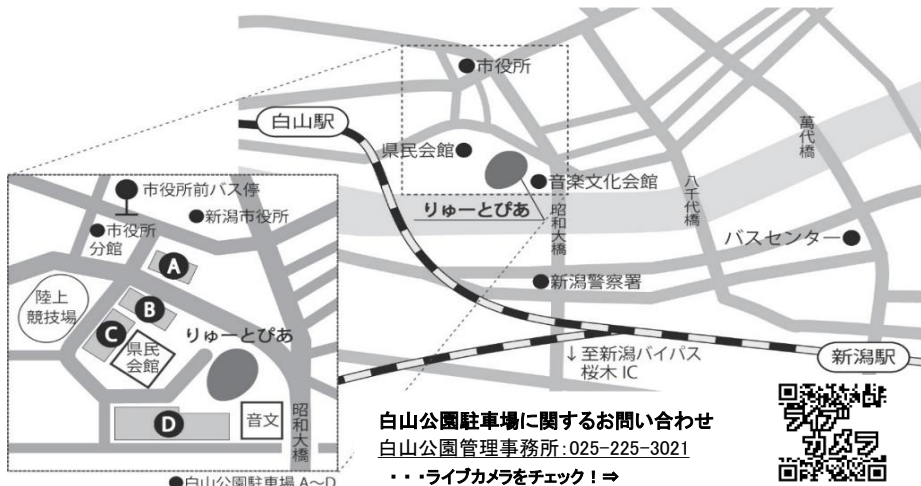 市役所
白山駅
県民会館
音楽文化会館
りゅーとぴあ
昭和大橋
八千代橋
萬代橋
バスセンター
新潟警察署
↓至新潟バイパス
桜木IC
新潟駅
市役所前バス停
新潟市役所
市役所
分館
A
陸上
競技場
B
C
りゅーとぴあ
県民
会館
D
音文
昭和大橋
●白山公園駐車場 A~D
白山公園駐車場に関するお問い合わせ
白山公園管理事務所:025-225-3021
・・・ライブカメラをチェック!⇒
ライブ
カメラ